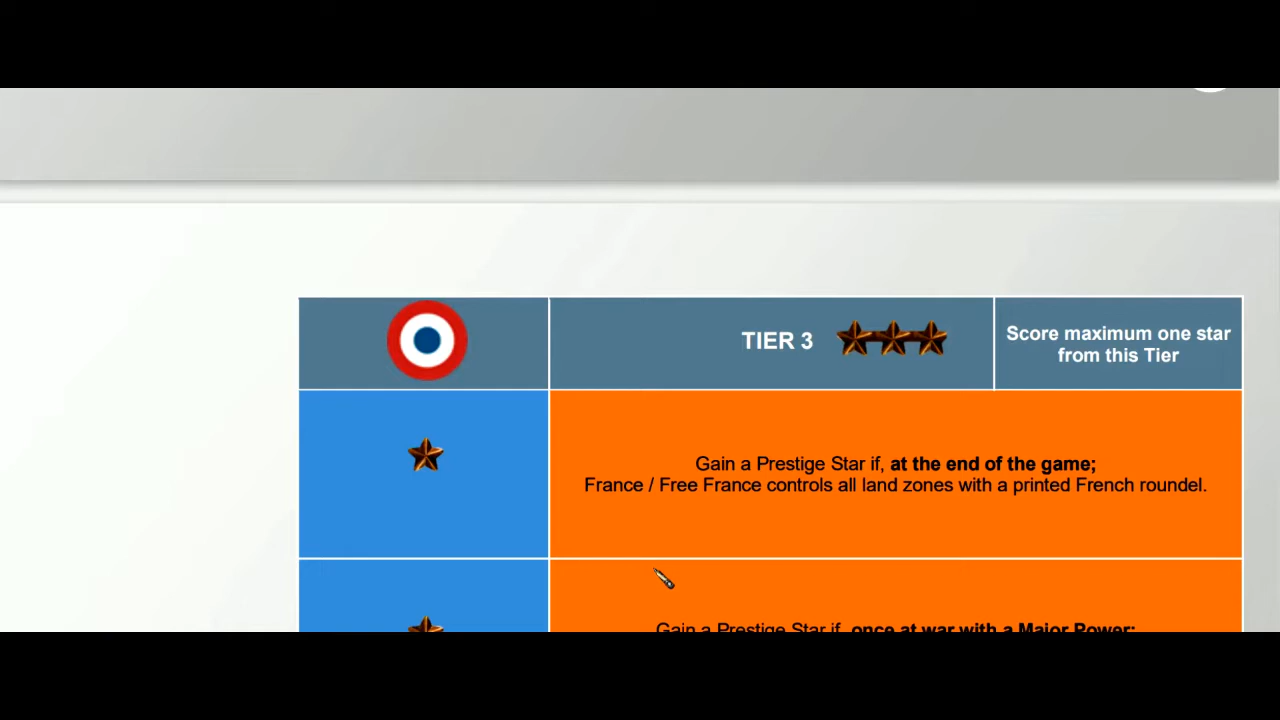 TIER 3
Score maximum one star
from this Tier
Gain a Prestige Star if, at the end of the game;
France / Free France controls all land zones with a printed French roundel.
Gain a Prestige Star if, once at war with a Major Power;